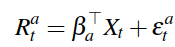 R_t^a = β_a^⊤ X_t + ε_t^a